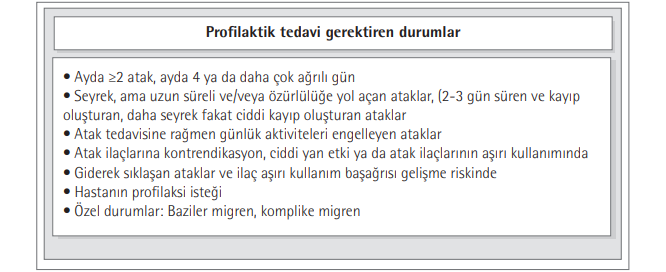 Profilaktik tedavi gerektiren durumlar
• Ayda ≥2 atak, ayda 4 ya da daha çok ağrılı gün
• Seyrek, ama uzun süreli ve/veya özürlülüğe yol açan ataklar, (2-3 gün süren ve kayıp
oluşturan, daha seyrek fakat ciddi kayıp oluşturan ataklar
• Atak tedavisine rağmen günlük aktiviteleri engelleyen ataklar
• Atak ilaçlarına kontrendikasyon, ciddi yan etki ya da atak ilaçlarının aşırı kullanımında
• Giderek sıklaşan ataklar ve ilaç aşırı kullanım başağrısı gelişme riskinde
• Hastanın profilaksi isteği
• Özel durumlar: Baziler migren, komplike migren